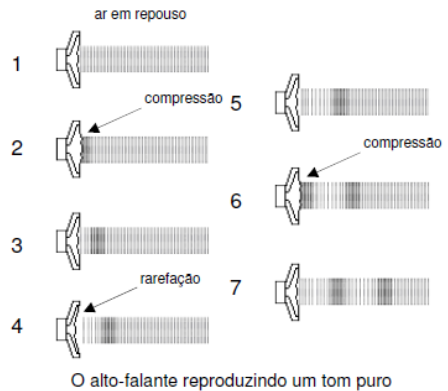 ar em repouso
1
compressão
2
3
rarefação
4
5
compressão
6
7
O alto-falante reproduzindo um tom puro